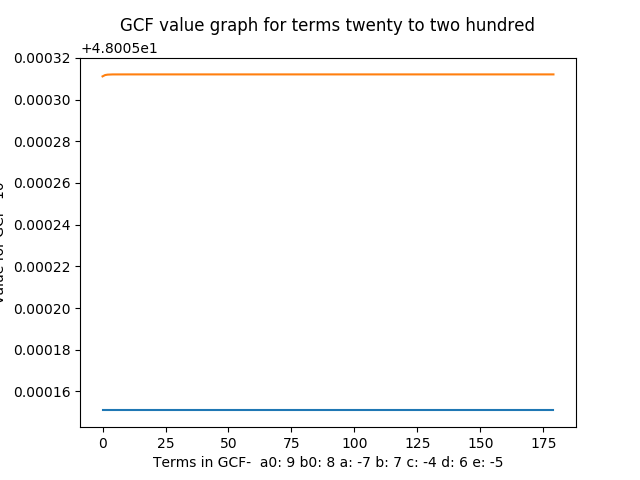 GCF value graph for terms twenty to two hundred
+4.8005e1
0.00032
0.00030
0.00028
0.00026
0.00024
0.00022
0.00020
0.00018
0.00016
0 25 50 75 100 125 150 175
Terms in GCF-  a0: 9 b0: 8 a: -7 b: 7 c: -4 d: 6 e: -5